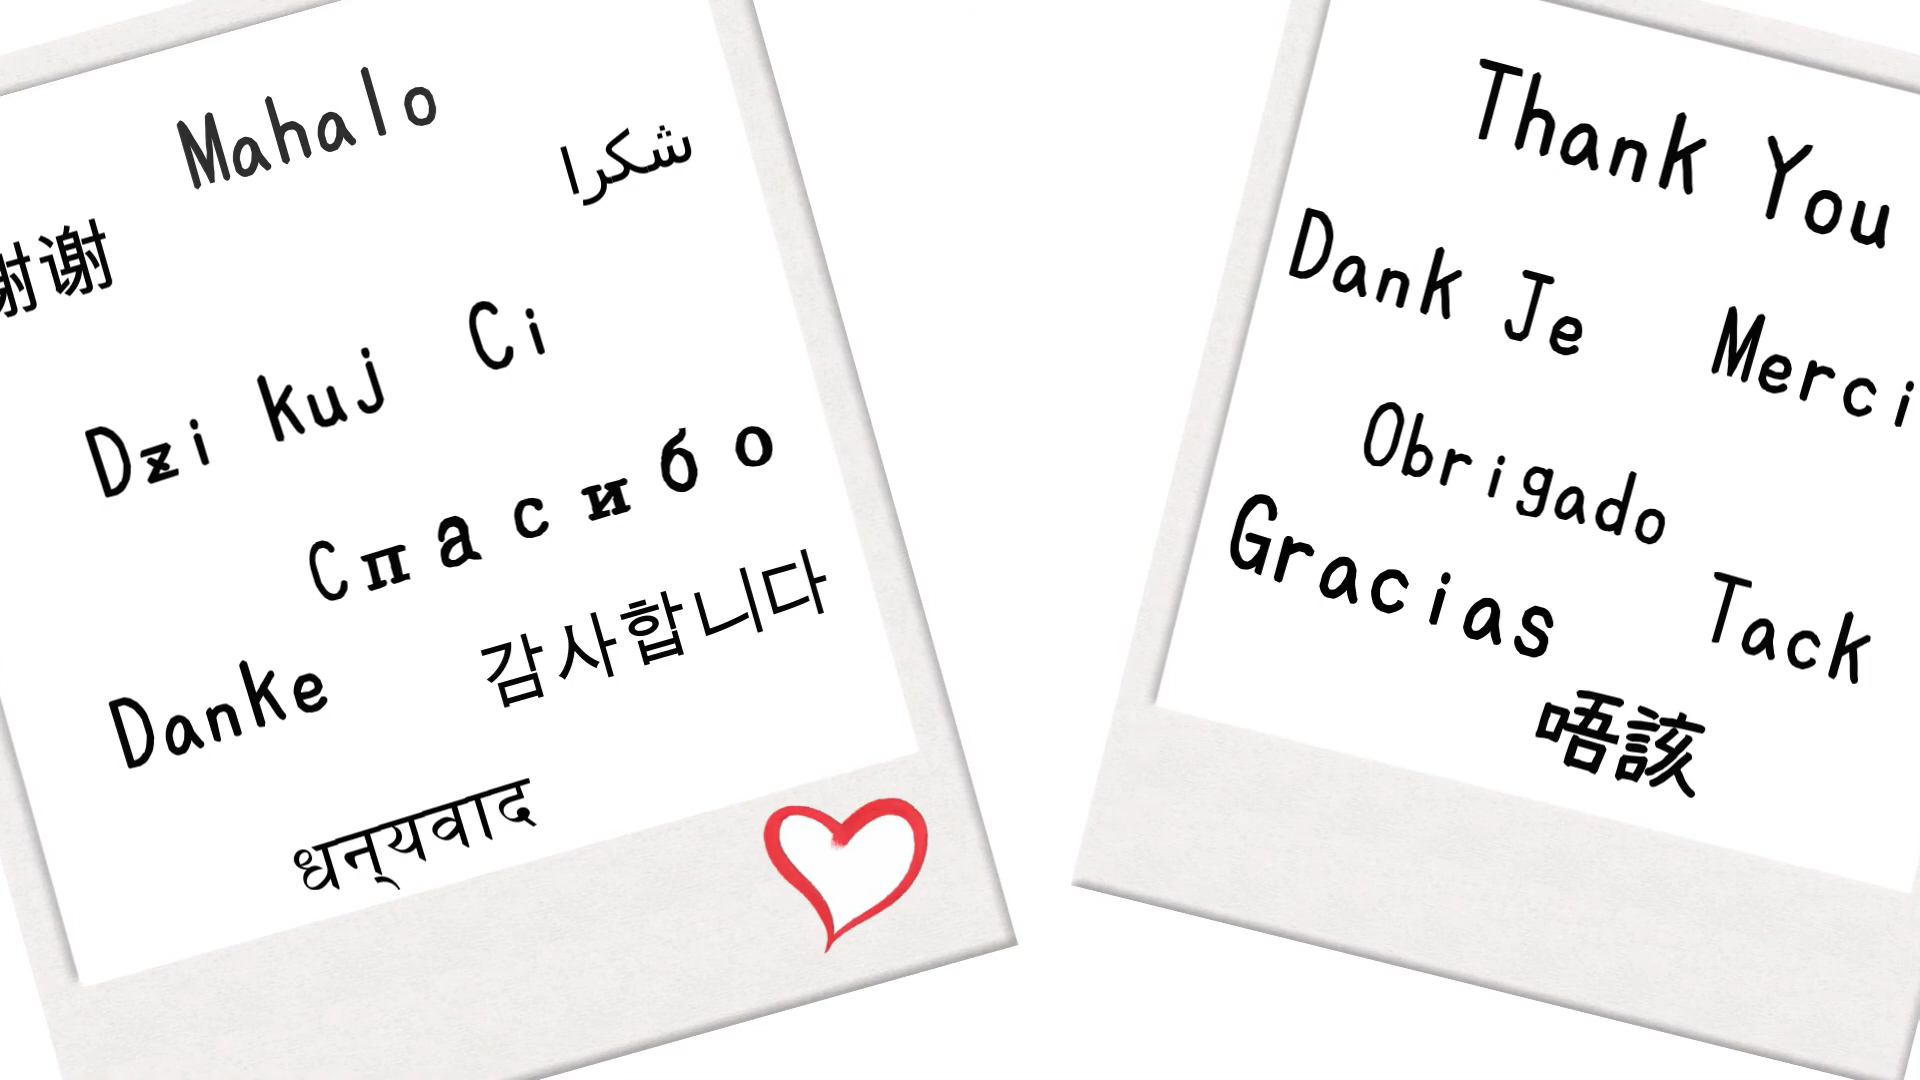 Mahalo
شكرا
谢谢
Dzi kuj Ci
Спасибо
감사합니다
Danke
धन्यवाद
Thank You
Dank Je
Merci
Obrigado
Gracias
Tack
唔該